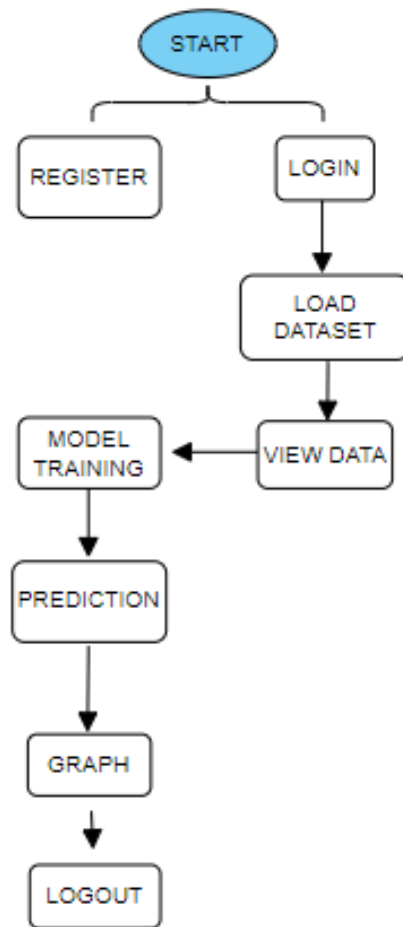 START
REGISTER
LOGIN
LOAD
DATASET
VIEW DATA
MODEL
TRAINING
PREDICTION
GRAPH
LOGOUT